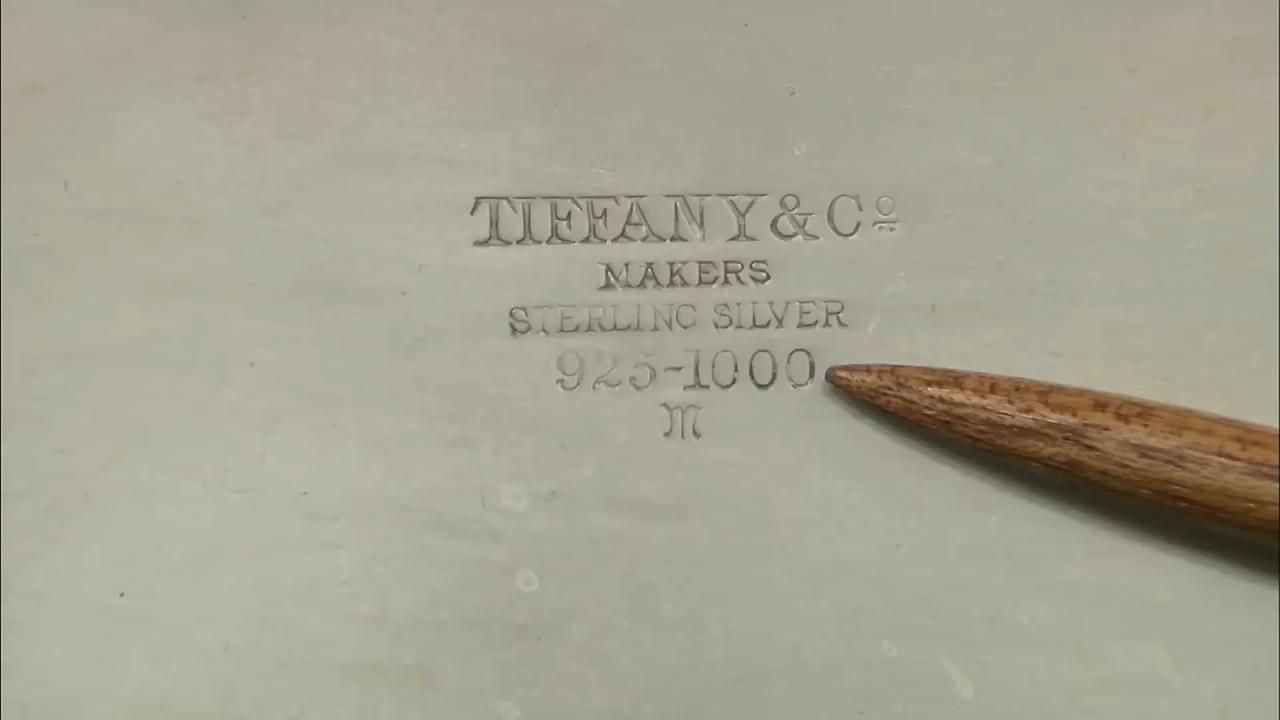 TIFFANY & Cº
MAKERS
STERLING SILVER
925-1000
M